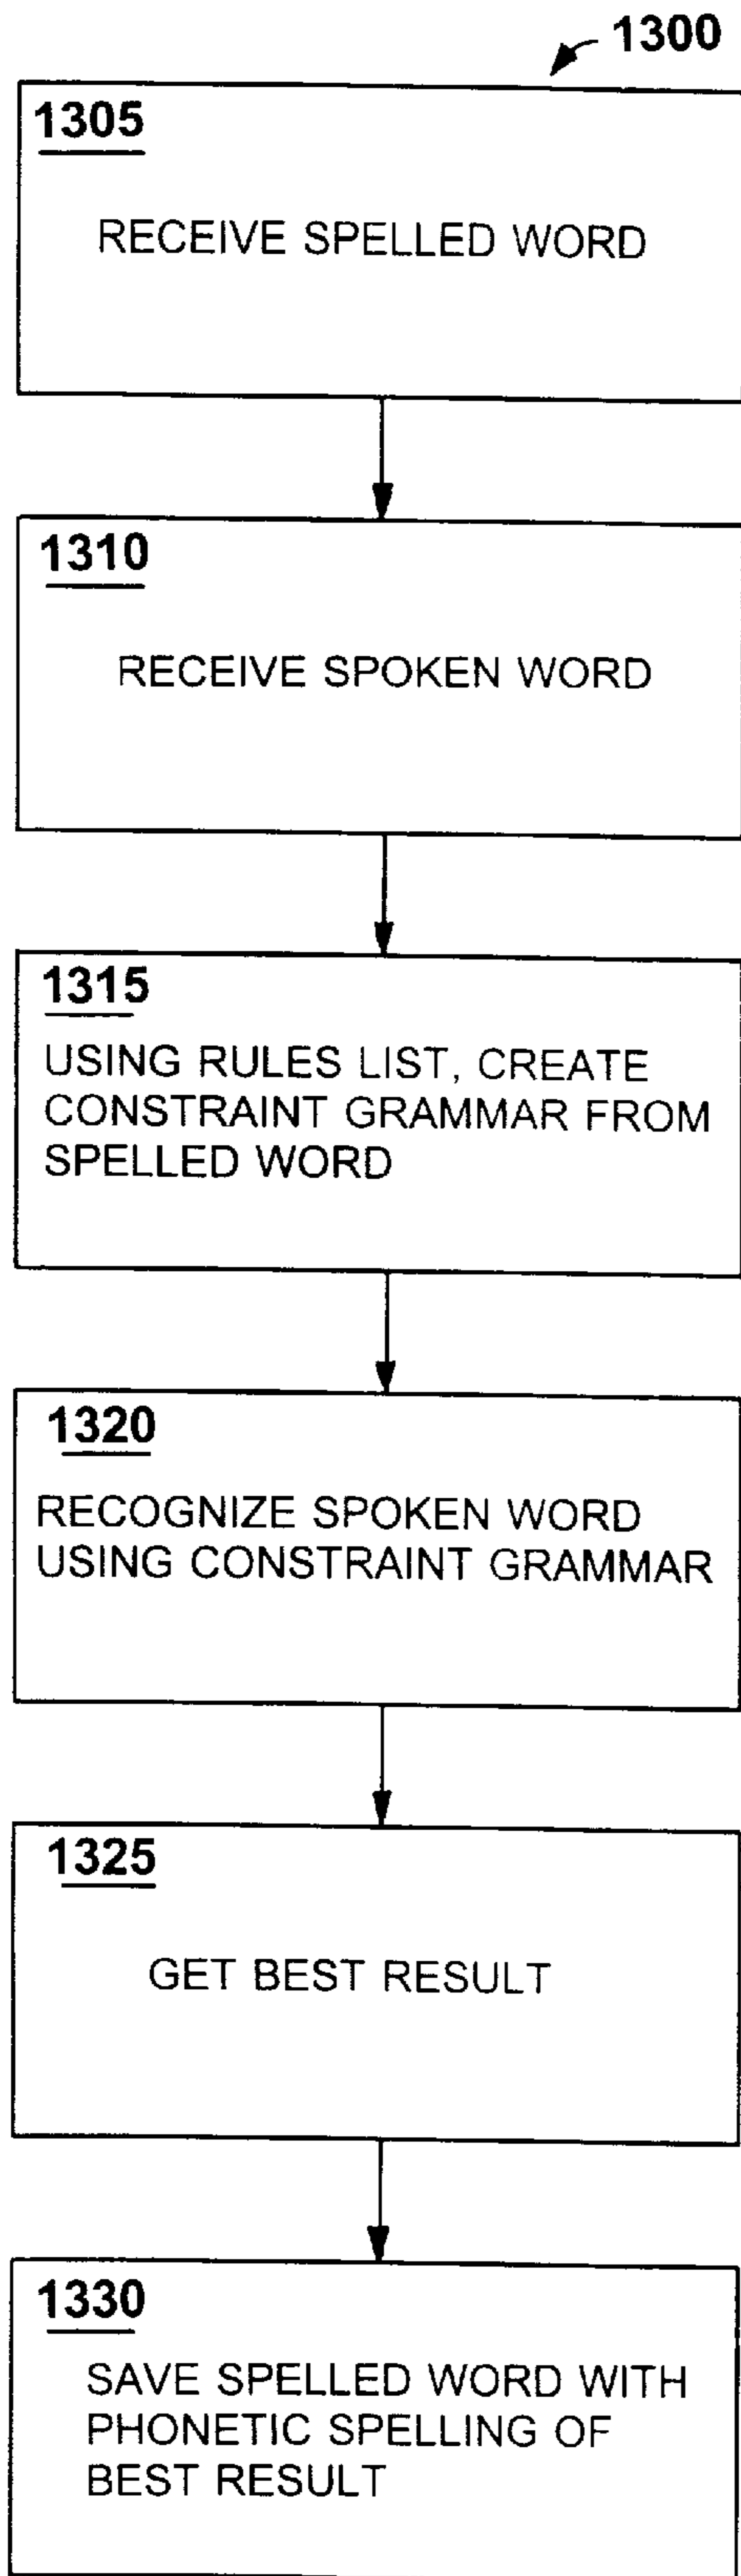 1300
1305
RECEIVE SPELLED WORD
1310
RECEIVE SPOKEN WORD
1315
USING RULES LIST, CREATE
CONSTRAINT GRAMMAR FROM
SPELLED WORD
1320
RECOGNIZE SPOKEN WORD
USING CONSTRAINT GRAMMAR
1325
GET BEST RESULT
1330
SAVE SPELLED WORD WITH
PHONETIC SPELLING OF
BEST RESULT